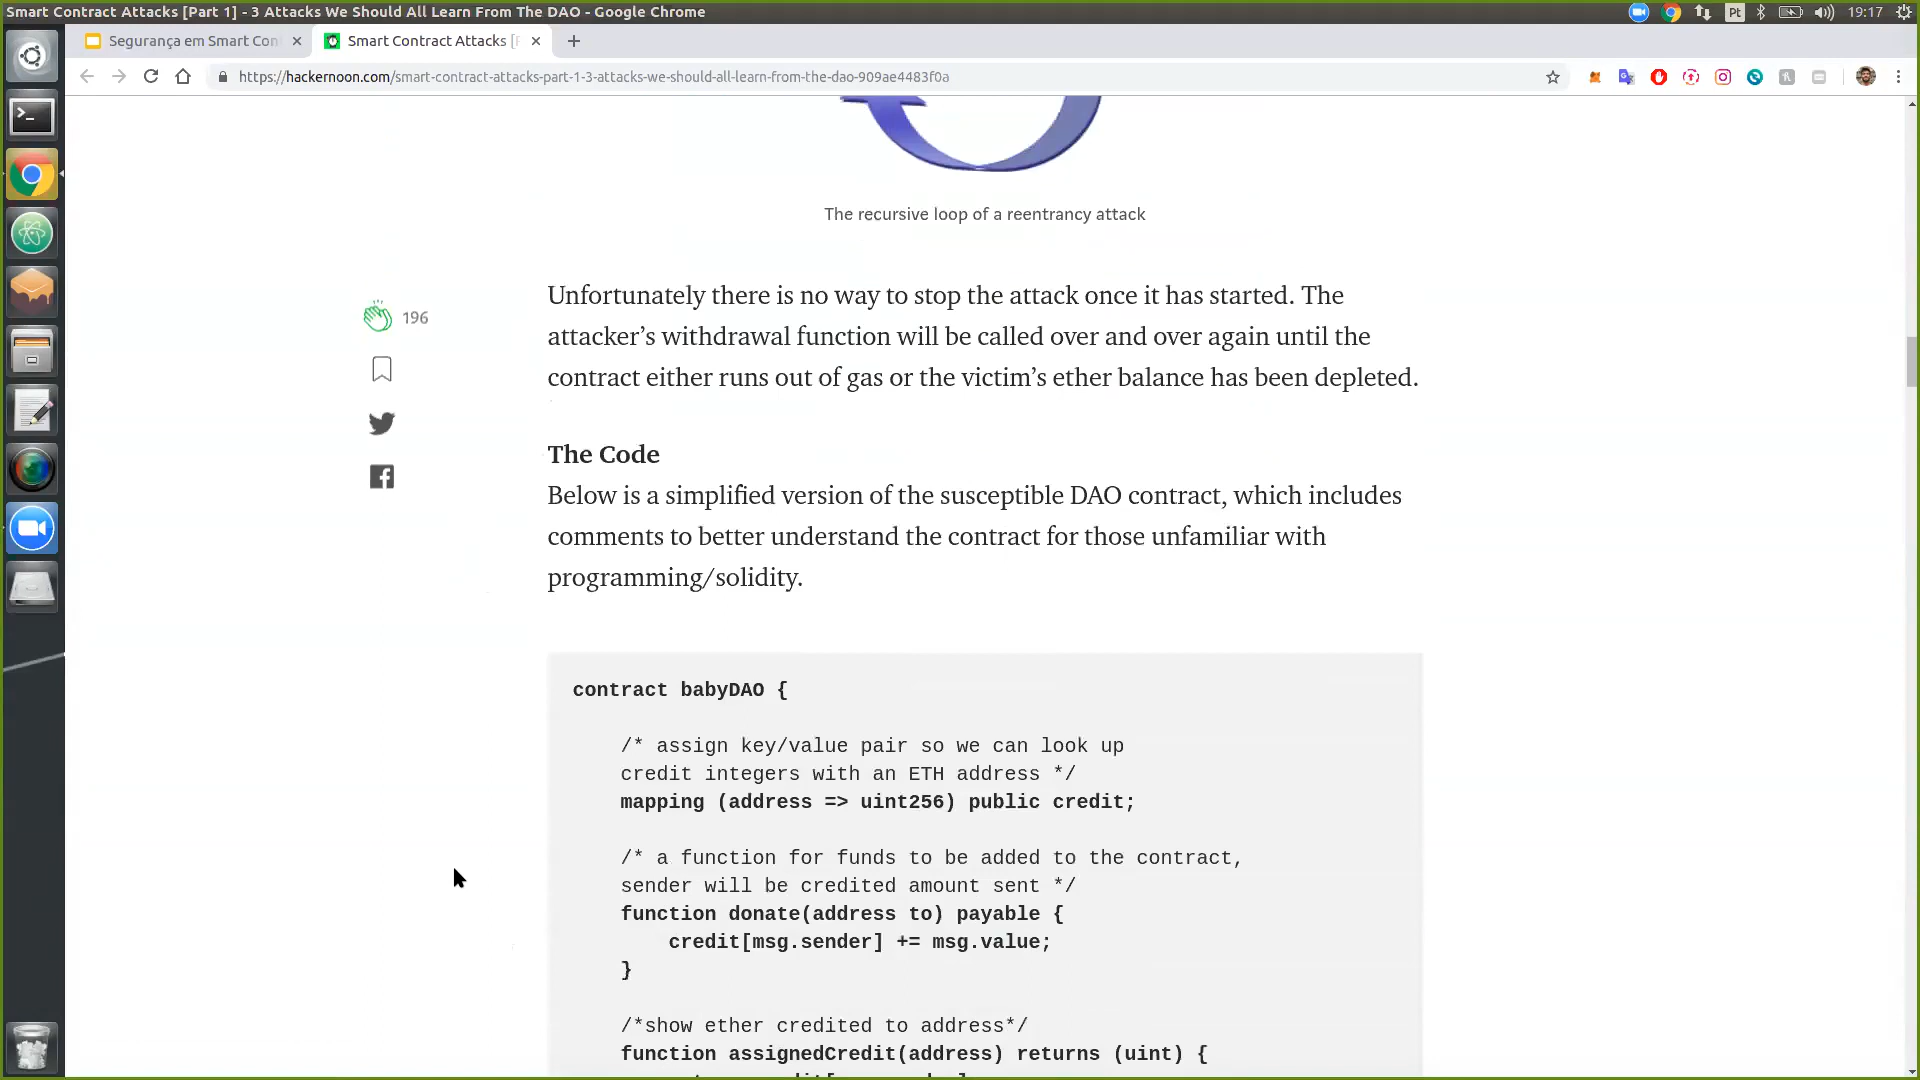 Smart Contract Attacks [Part 1] - 3 Attacks We Should All Learn From The DAO - Google Chrome
Pt
19:17
Segurança em Smart Con
Smart Contract Attacks [P
https://hackernoon.com/smart-contract-attacks-part-1-3-attacks-we-should-all-learn-from-the-dao-909ae4483f0a
The recursive loop of a reentrancy attack
Unfortunately there is no way to stop the attack once it has started. The
attacker’s withdrawal function will be called over and over again until the
contract either runs out of gas or the victim’s ether balance has been depleted.
196
The Code
Below is a simplified version of the susceptible DAO contract, which includes
comments to better understand the contract for those unfamiliar with
programming/solidity.
contract babyDAO {
/* assign key/value pair so we can look up
credit integers with an ETH address */
mapping (address => uint256) public credit;
/* a function for funds to be added to the contract,
sender will be credited amount sent */
function donate(address to) payable {
credit[msg.sender] += msg.value;
}
/*show ether credited to address*/
function assignedCredit(address) returns (uint) {